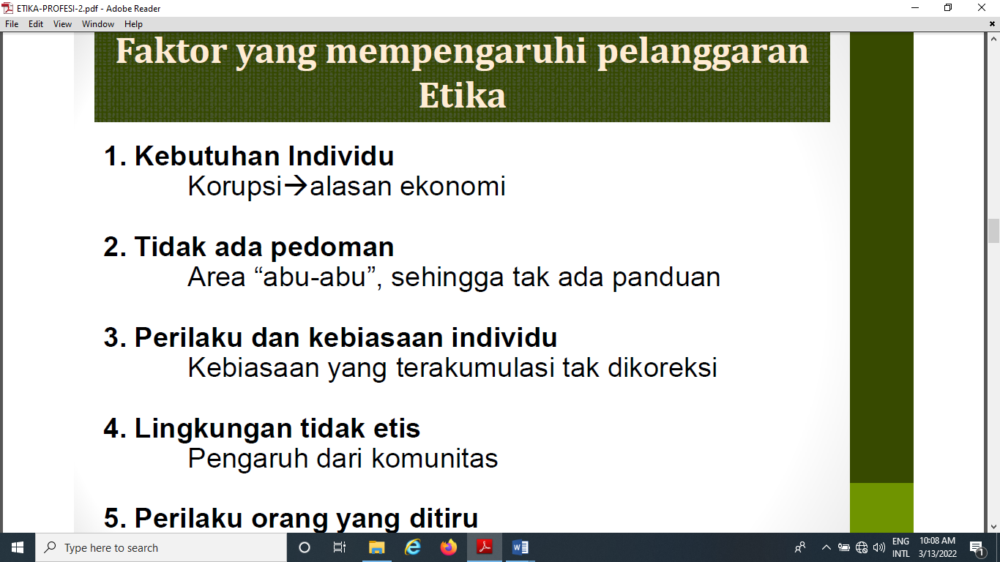 ETIKA-PROFESI-2.pdf - Adobe Reader
File Edit View Window Help
Faktor yang mempengaruhi pelanggaran
Etika
1. Kebutuhan Individu
Korupsi→alasan ekonomi
2. Tidak ada pedoman
Area “abu-abu”, sehingga tak ada panduan
3. Perilaku dan kebiasaan individu
Kebiasaan yang terakumulasi tak dikoreksi
4. Lingkungan tidak etis
Pengaruh dari komunitas
5. Perilaku orang yang ditiru
Type here to search
ENG
INTL
10:08 AM
3/13/2022
1